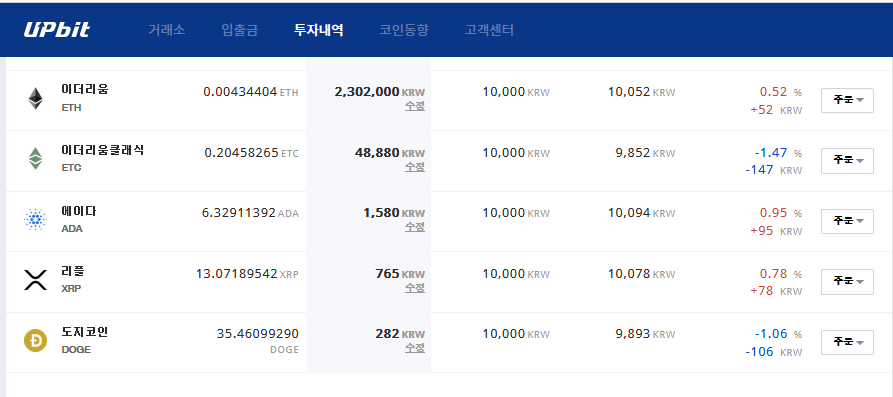 UPbit 거래소 입출금 투자내역 코인동향 고객센터
이더리움 0.00434404 ETH 2,302,000 KRW 10,000 KRW 10,052 KRW 0.52 % 주문
ETH 수정 +52 KRW
이더리움클래식 0.20458265 ETC 48,880 KRW 10,000 KRW 9,852 KRW -1.47 % 주문
ETC 수정 -147 KRW
에이다 6.32911392 ADA 1,580 KRW 10,000 KRW 10,094 KRW 0.95 % 주문
ADA 수정 +95 KRW
리플 13.07189542 XRP 765 KRW 10,000 KRW 10,078 KRW 0.78 % 주문
XRP 수정 +78 KRW
도지코인 35.46099290 282 KRW 10,000 KRW 9,893 KRW -1.06 % 주문
DOGE DOGE 수정 -106 KRW